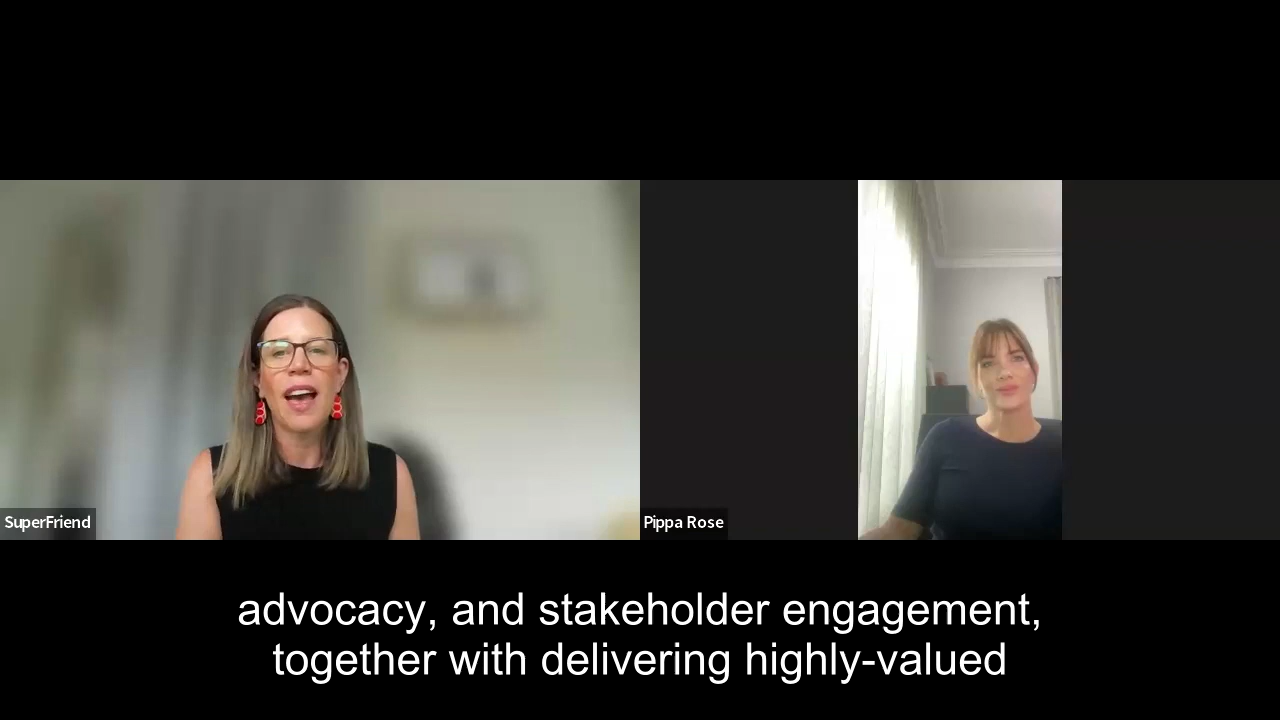 SuperFriend
Pippa Rose
advocacy, and stakeholder engagement,
together with delivering highly-valued